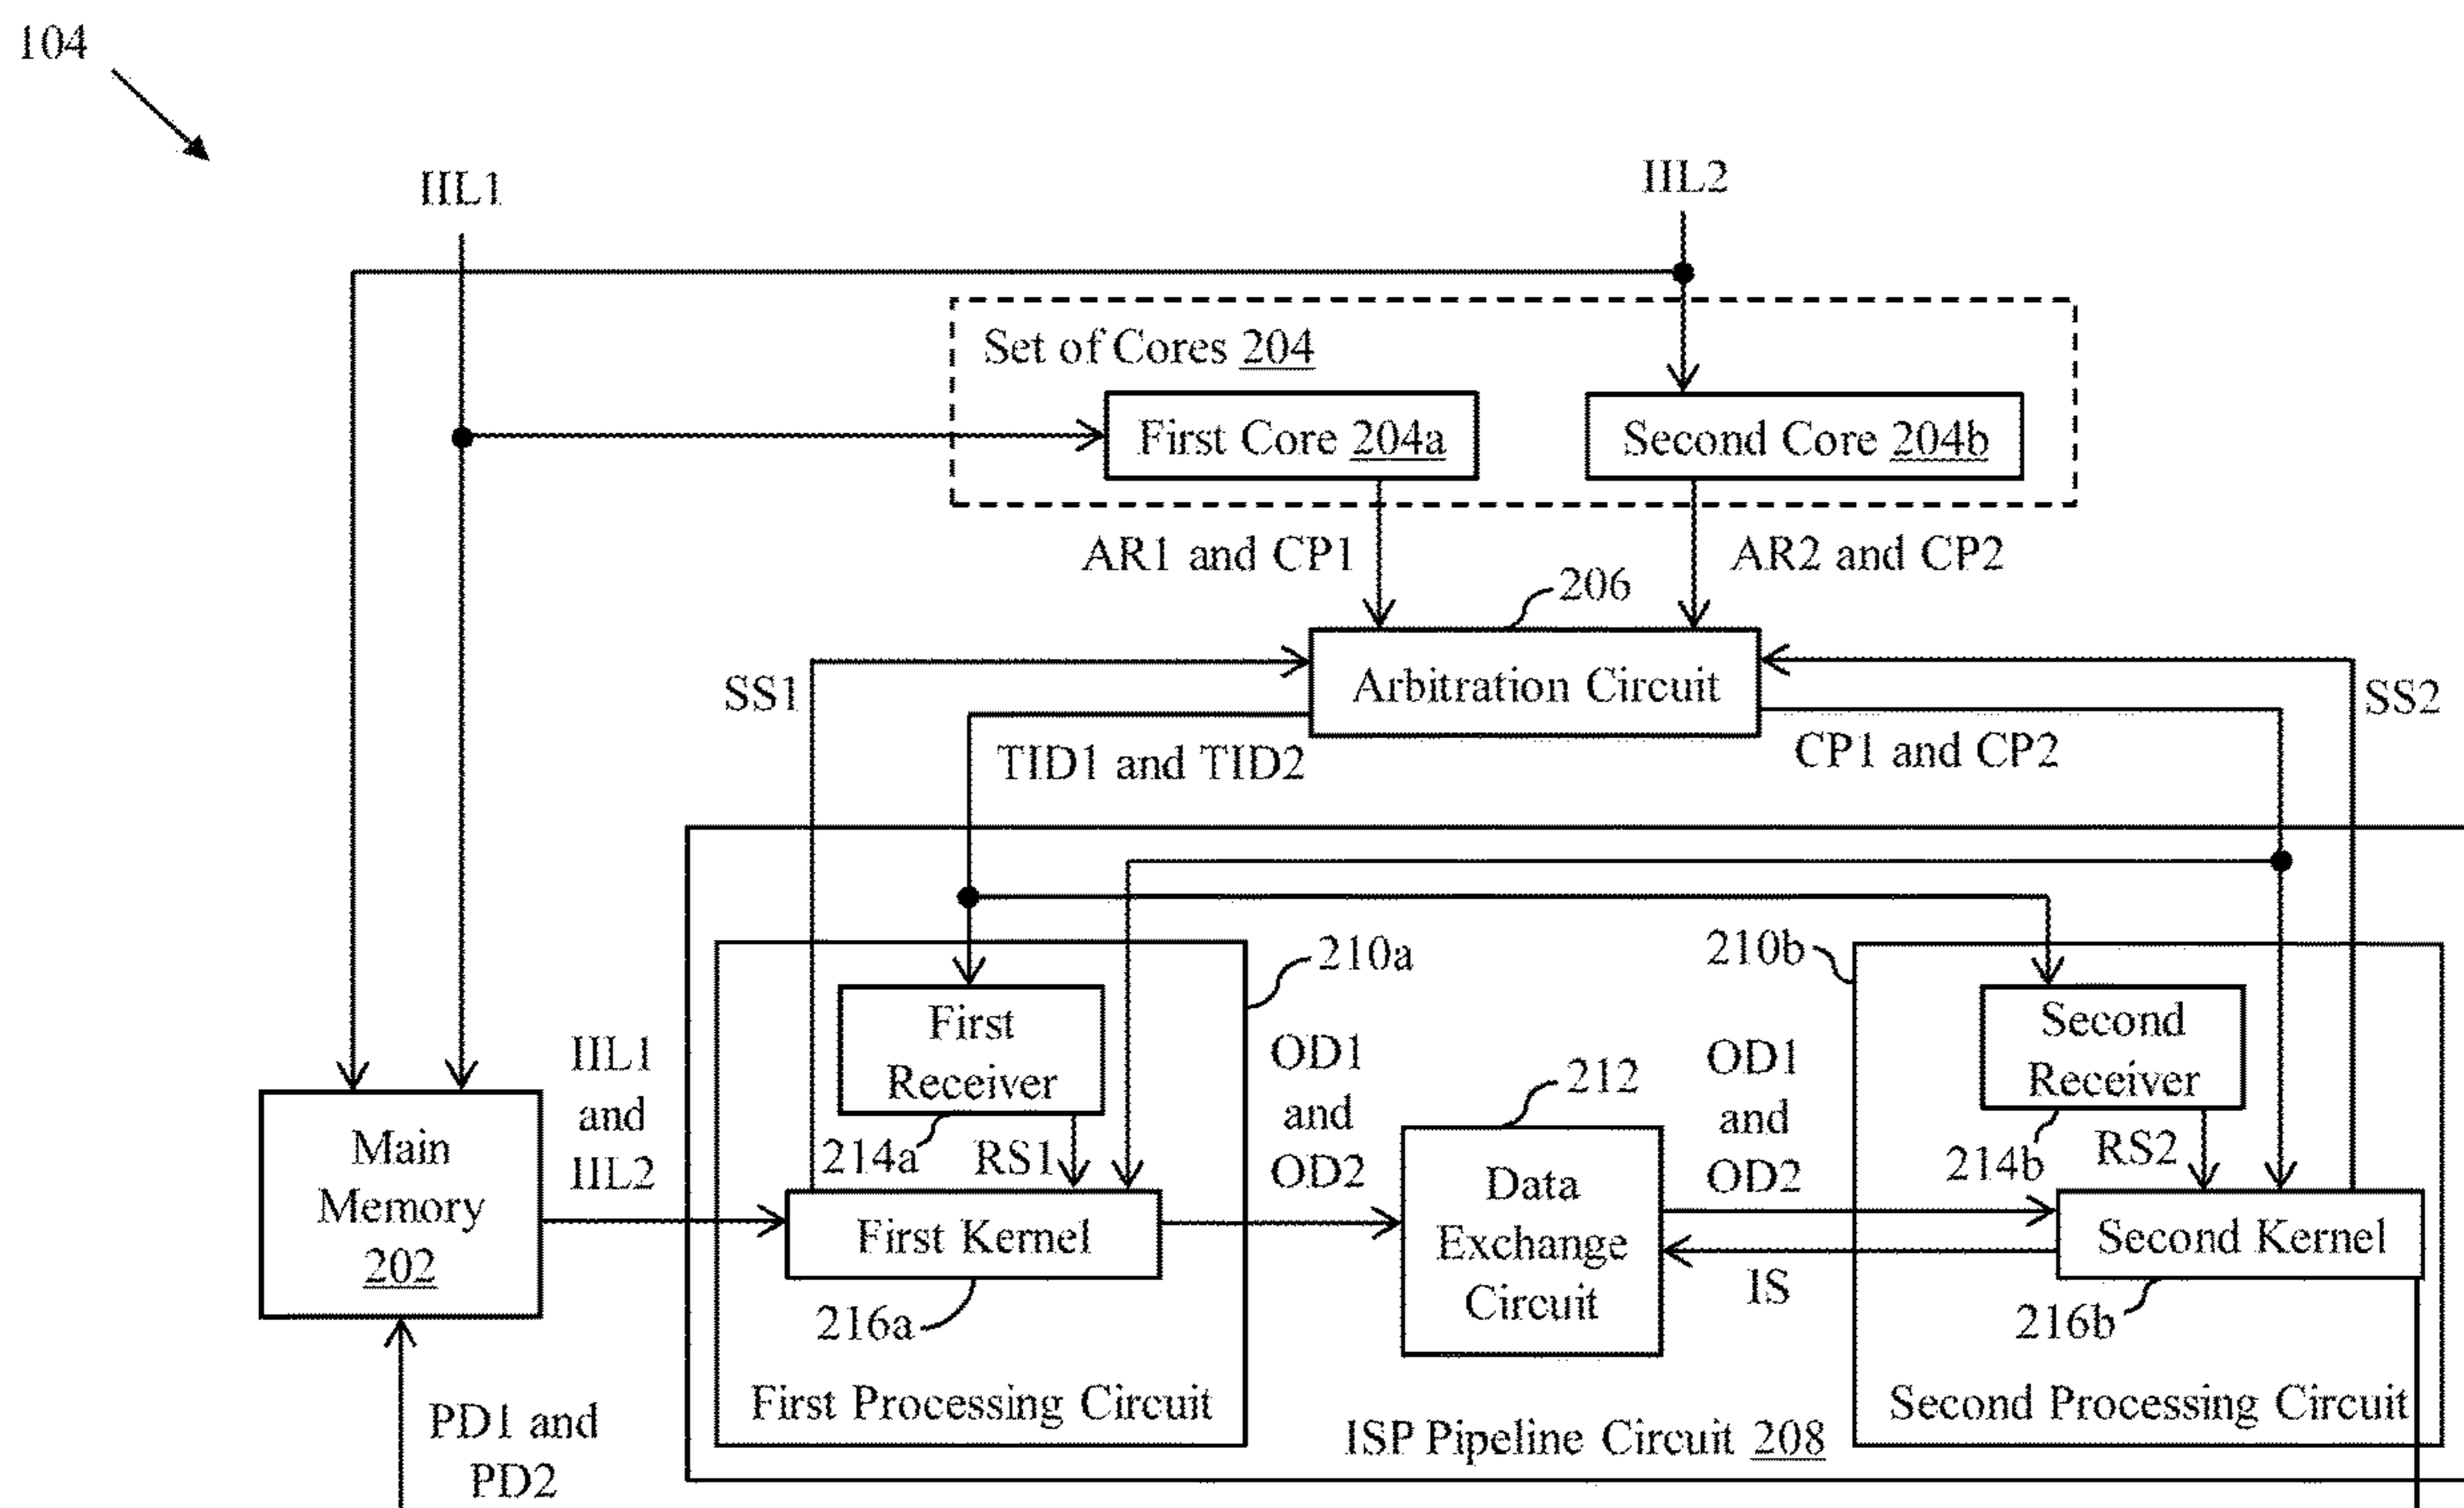 104
IIL1
IIL2
Set of Cores 204
First Core 204a
Second Core 204b
AR1 and CP1
AR2 and CP2
206
Arbitration Circuit
SS1
SS2
TID1 and TID2
CP1 and CP2
210a
210b
First
Receiver
Second
Receiver
IIL1
and
IIL2
OD1
and
OD2
212
OD1
and
OD2
214a
RS1
214b
RS2
Main
Memory
202
First Kernel
Data
Exchange
Circuit
Second Kernel
IS
216a
216b
First Processing Circuit
Second Processing Circuit
ISP Pipeline Circuit 208
PD1 and
PD2